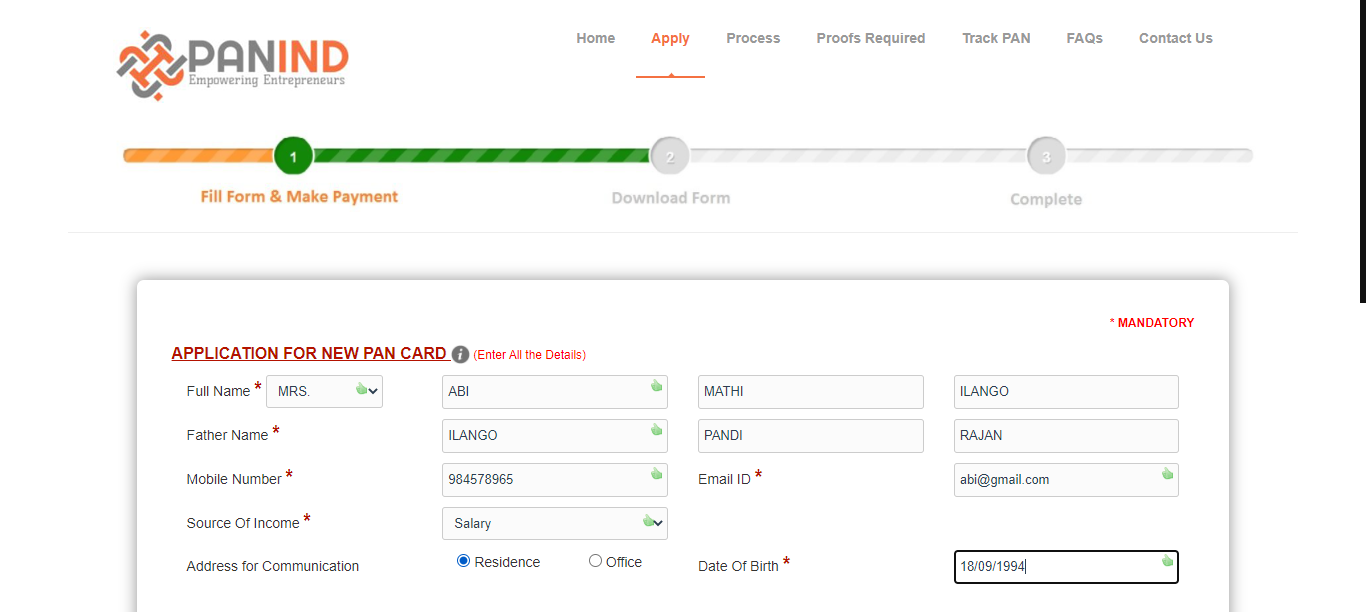 PANIND
Empowering Entrepreneurs
Home Apply Process Proofs Required Track PAN FAQs Contact Us
1 2 3
Fill Form & Make Payment Download Form Complete
* MANDATORY
APPLICATION FOR NEW PAN CARD i (Enter All the Details)
Full Name * MRS. ABI MATHI ILANGO
Father Name * ILANGO PANDI RAJAN
Mobile Number * 984578965 Email ID * abi@gmail.com
Source Of Income * Salary
Address for Communication Residence Office Date Of Birth * 18/09/1994